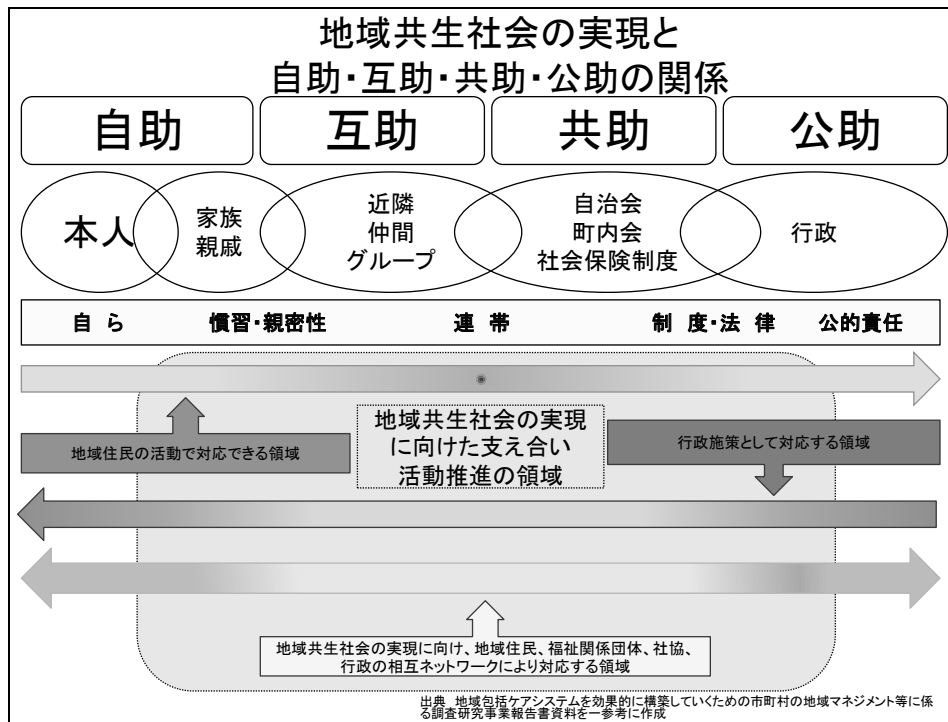 地域共生社会の実現と
自助・互助・共助・公助の関係
自助
互助
共助
公助
本人
家族
親戚
近隣
仲間
グループ
自治会
町内会
社会保険制度
行政
自 ら
慣習・親密性
連 帯
制 度・法 律
公的責任
地域共生社会の実現
に向けた支え合い
活動推進の領域
地域住民の活動で対応できる領域
行政施策として対応する領域
地域共生社会の実現に向け、地域住民、福祉関係団体、社協、
行政の相互ネットワークにより対応する領域
出典 地域包括ケアシステムを効果的に構築していくための市町村の地域マネジメント等に係
る調査研究事業報告書資料を一参考に作成